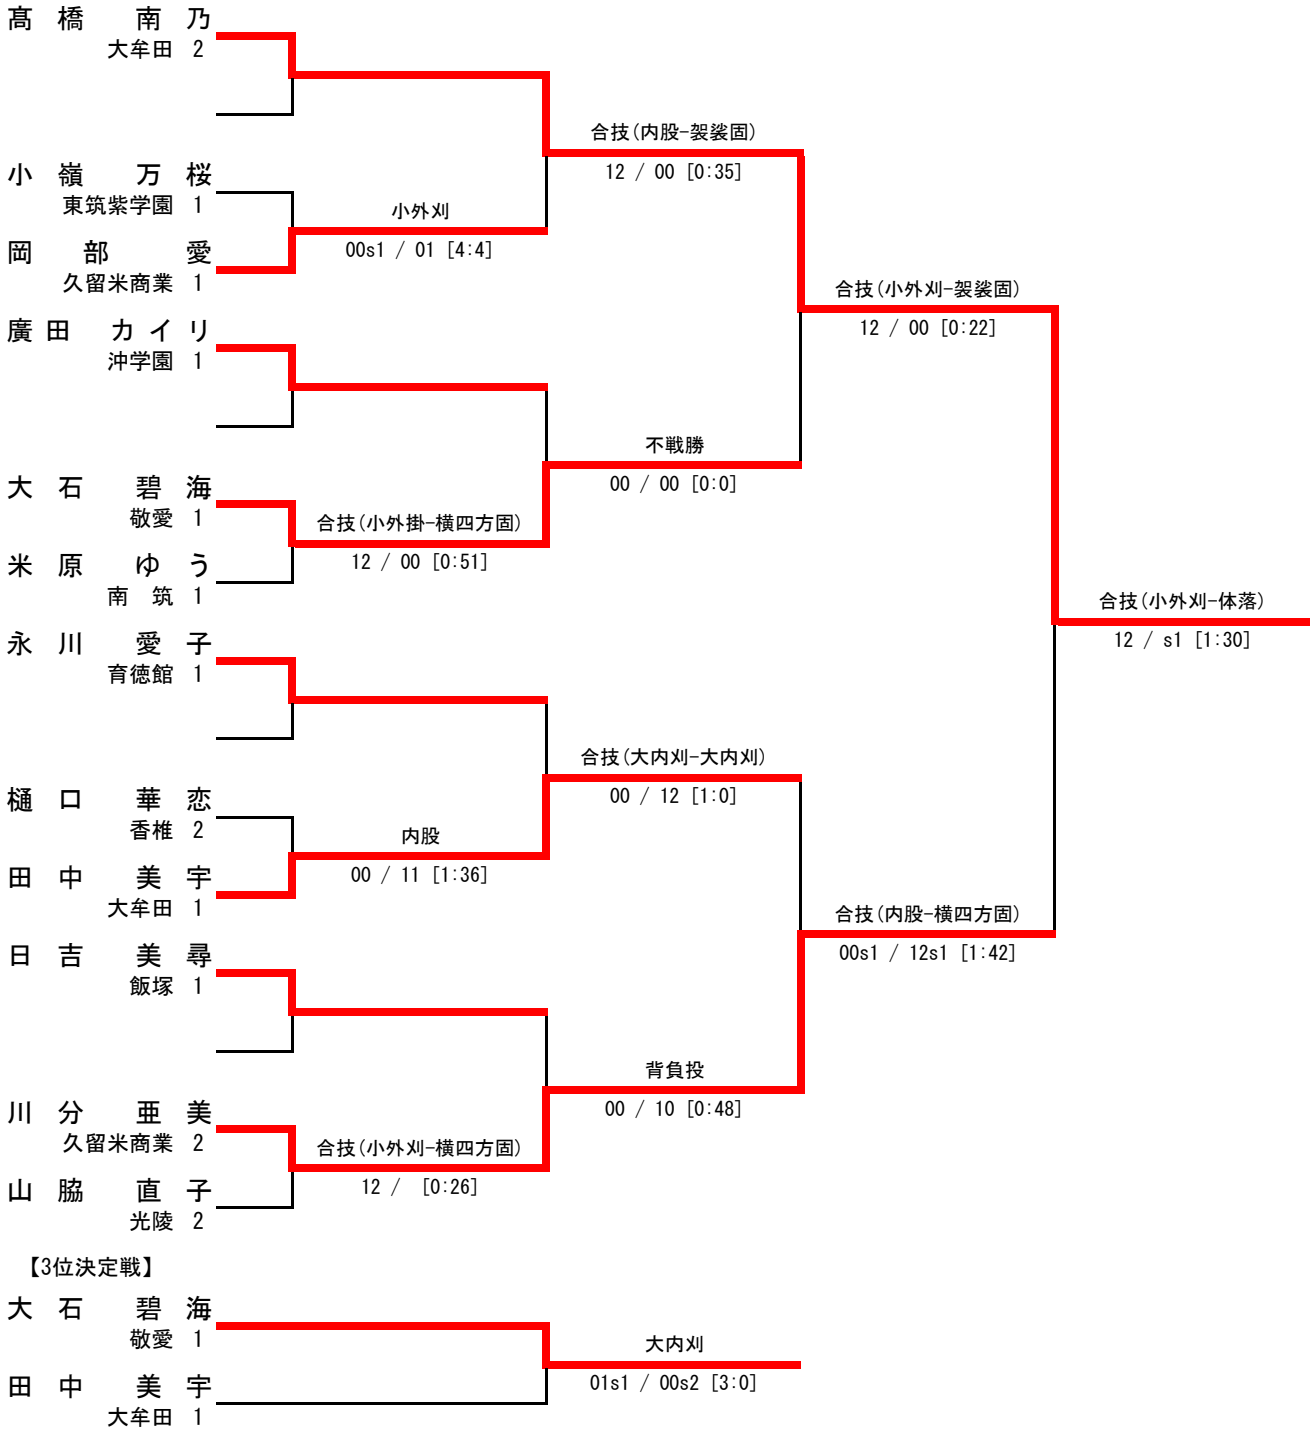 髙橋 南乃
大牟田 2
合技(内股-袈裟固)
12 / 00 [0:35]
小嶺 万桜
東筑紫学園 1
小外刈
00s1 / 01 [4:4]
岡部 愛
久留米商業 1
合技(小外刈-袈裟固)
12 / 00 [0:22]
廣田 カイリ
沖学園 1
不戦勝
00 / 00 [0:0]
大石 碧海
敬愛 1
合技(小外掛-横四方固)
12 / 00 [0:51]
米原 ゆう
南 筑 1
合技(小外刈-体落)
12 / s1 [1:30]
永川 愛子
育徳館 1
合技(大内刈-大内刈)
00 / 12 [1:0]
樋口 華恋
香椎 2
内股
00 / 11 [1:36]
田中 美宇
大牟田 1
合技(内股-横四方固)
00s1 / 12s1 [1:42]
日吉 美尋
飯塚 1
背負投
00 / 10 [0:48]
川分 亜美
久留米商業 2
合技(小外刈-横四方固)
12 / [0:26]
山脇 直子
光陵 2
【3位決定戦】
大石 碧海
敬愛 1
大内刈
01s1 / 00s2 [3:0]
田中 美宇
大牟田 1